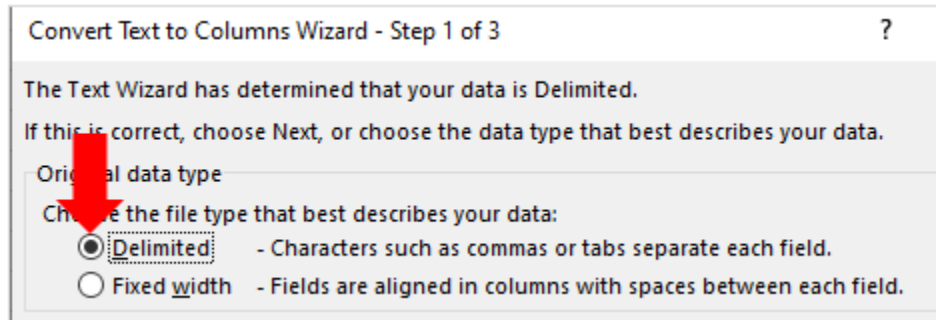 Convert Text to Columns Wizard - Step 1 of 3 ?
The Text Wizard has determined that your data is Delimited.
If this is correct, choose Next, or choose the data type that best describes your data.
Original data type
Choose the file type that best describes your data:
Delimited - Characters such as commas or tabs separate each field.
Fixed width - Fields are aligned in columns with spaces between each field.